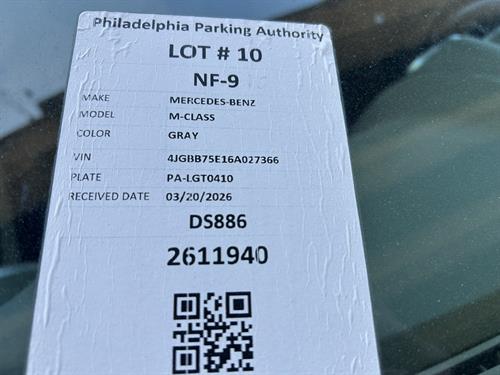 Philadelphia Parking Authority
LOT # 10
NF-9
MAKE MERCEDES-BENZ
MODEL M-CLASS
COLOR GRAY
VIN 4JGBB75E16A027366
PLATE PA-LGT0410
RECEIVED DATE 03/20/2026
DS886
2611940